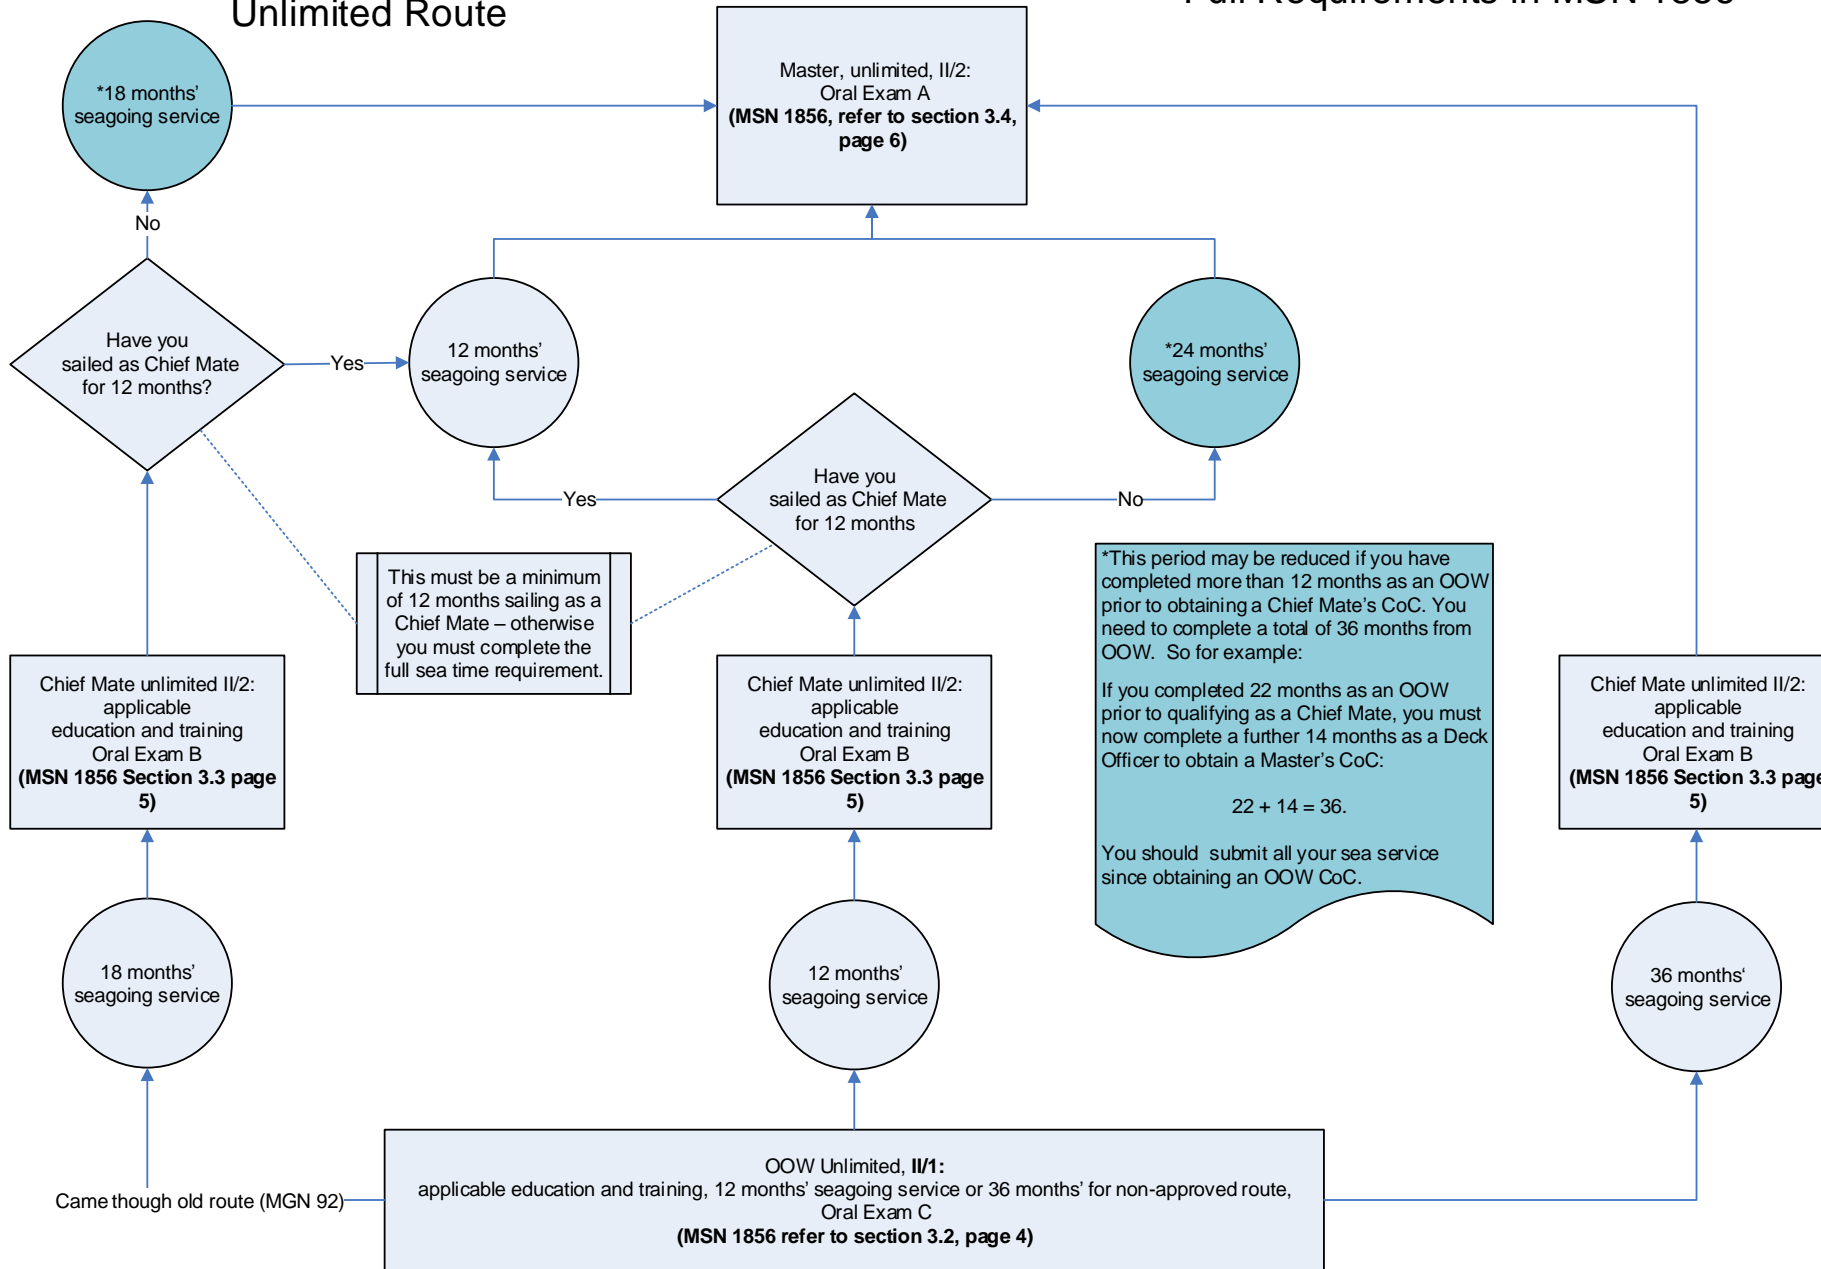 Unlimited Route
Full Requirements in MSN 1856
*18 months’
seagoing service
Master, unlimited, II/2:
Oral Exam A
(MSN 1856, refer to section 3.4,
page 6)
No
Have you
sailed as Chief Mate
for 12 months?
Yes
12 months’
seagoing service
*24 months’
seagoing service
Have you
sailed as Chief Mate
for 12 months
Yes
No
This must be a minimum
of 12 months sailing as a
Chief Mate – otherwise
you must complete the
full sea time requirement.
*This period may be reduced if you have
completed more than 12 months as an OOW
prior to obtaining a Chief Mate’s CoC. You
need to complete a total of 36 months from
OOW.  So for example:
If you completed 22 months as an OOW
prior to qualifying as a Chief Mate, you must
now complete a further 14 months as a Deck
Officer to obtain a Master’s CoC:
22 + 14 = 36.
You should  submit all your sea service
since obtaining an OOW CoC.
Chief Mate unlimited II/2:
applicable
education and training
Oral Exam B
(MSN 1856 Section 3.3 page
5)
Chief Mate unlimited II/2:
applicable
education and training
Oral Exam B
(MSN 1856 Section 3.3 page
5)
Chief Mate unlimited II/2:
applicable
education and training
Oral Exam B
(MSN 1856 Section 3.3 page
5)
18 months’
seagoing service
12 months’
seagoing service
36 months‘
seagoing service
Came though old route (MGN 92)
OOW Unlimited, II/1:
applicable education and training, 12 months’ seagoing service or 36 months’ for non-approved route,
Oral Exam C
(MSN 1856 refer to section 3.2, page 4)